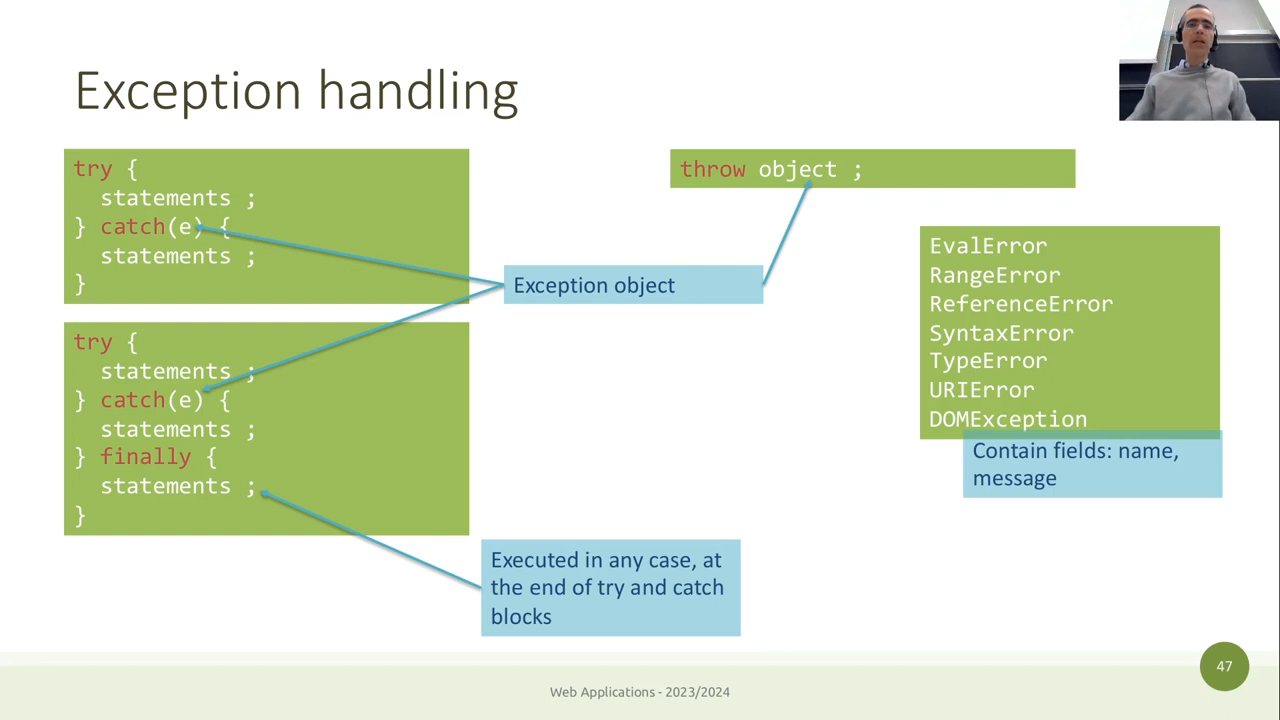 Exception handling
try {
statements ;
} catch(e) {
statements ;
}
try {
statements ;
} catch(e) {
statements ;
} finally {
statements ;
}
throw object ;
Exception object
EvalError
RangeError
ReferenceError
SyntaxError
TypeError
URIError
DOMException
Contain fields: name,
message
Executed in any case, at
the end of try and catch
blocks
47
Web Applications - 2023/2024